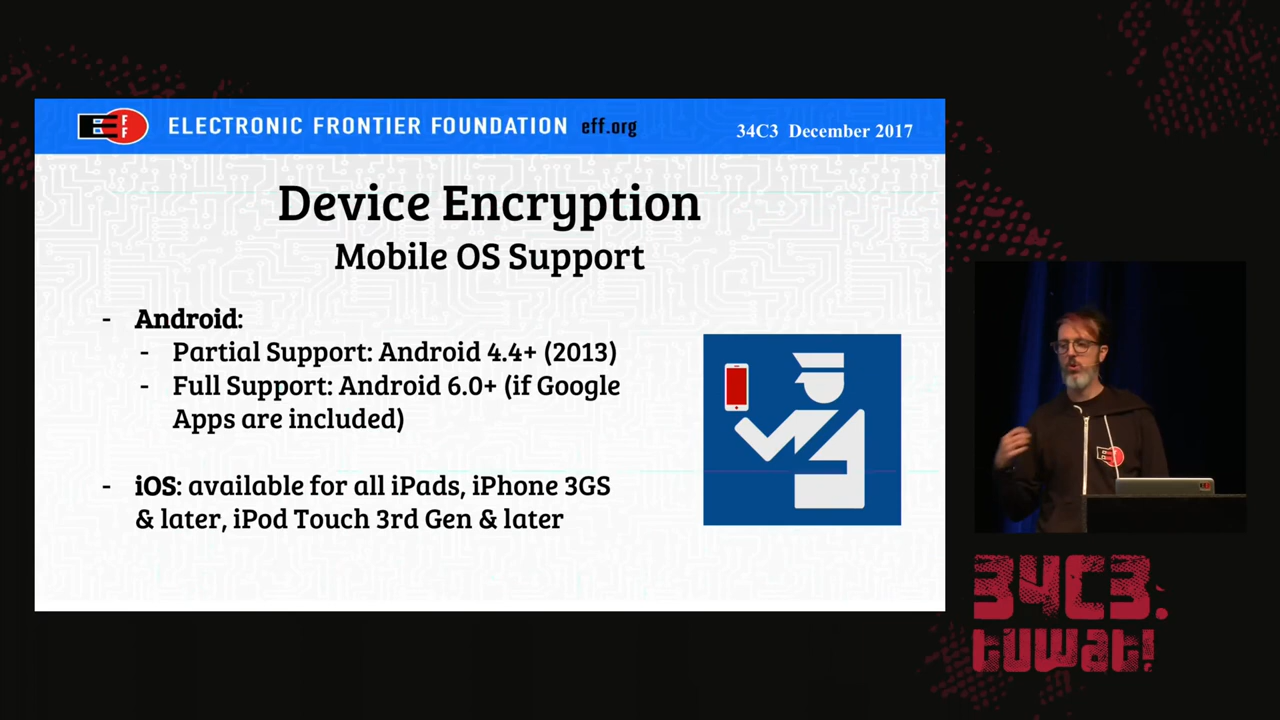 EFF
ELECTRONIC FRONTIER FOUNDATION eff.org
34C3 December 2017
Device Encryption
Mobile OS Support
- Android:
- Partial Support: Android 4.4+ (2013)
- Full Support: Android 6.0+ (if Google
Apps are included)
- iOS: available for all iPads, iPhone 3GS
& later, iPod Touch 3rd Gen & later
34C3.
tuwat!